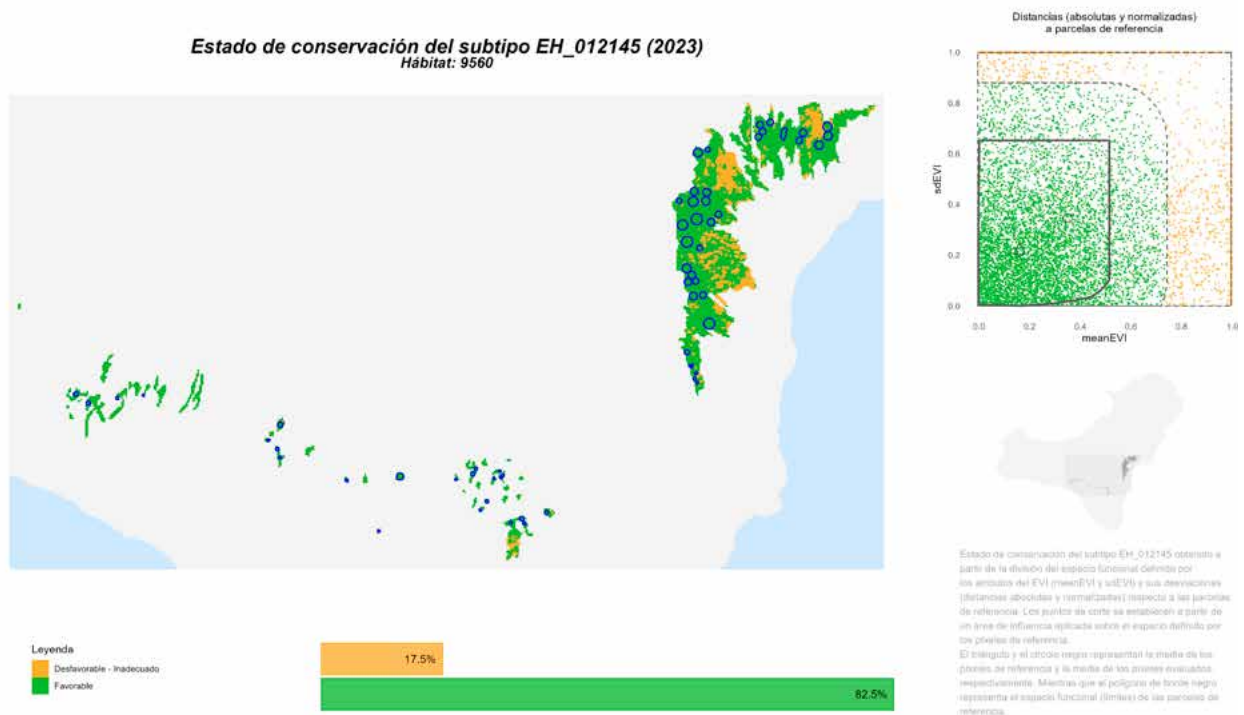 Estado de conservación del subtipo EH_012145 (2023)
Hábitat: 9560
Distancias (absolutas y normalizadas)
a parcelas de referencia
1.0
0.8
0.6
0.4
0.2
0.0
sdEVI
0.0
0.2
0.4
0.6
0.8
1.0
meanEVI
Estado de conservación del subtipo EH_012145 obtenido a
partir de la división del espacio funcional definido por
los atributos del EVI (meanEVI y sdEVI) y sus desviaciones
(distancias absolutas y normalizadas) respecto a las parcelas
de referencia. Los puntos de corte se establecen a partir de
un área de influencia aplicada sobre el espacio definido por
los píxeles de referencia.
El triángulo y el círculo negro representan la media de los
píxeles de referencia y la media de los píxeles evaluados
respectivamente. Mientras que el polígono de borde negro
representa el espacio funcional (límites) de las parcelas de
referencia.
Leyenda
Desfavorable - Inadecuado
Favorable
17.5%
82.5%